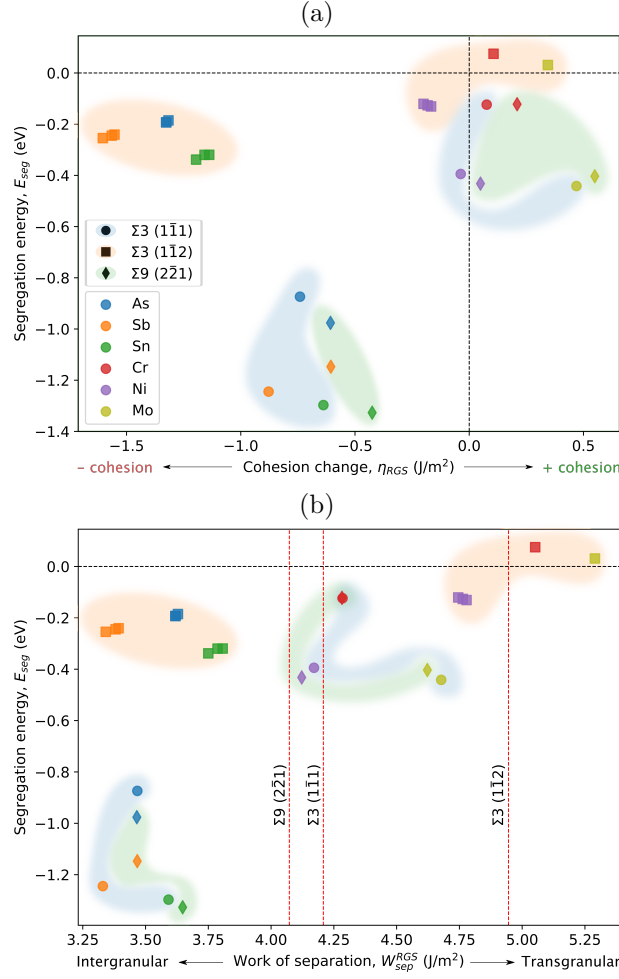 (a)
0.0
−0.2
−0.4
−0.6
−0.8
−1.0
−1.2
−1.4
Segregation energy, E_seg (eV)
Σ3 (11̄1)
Σ3 (11̄2)
Σ9 (22̄1)
As
Sb
Sn
Cr
Ni
Mo
−1.5 −1.0 −0.5 0.0 0.5
− cohesion Cohesion change, η_RGS (J/m²) + cohesion
(b)
0.0
−0.2
−0.4
−0.6
−0.8
−1.0
−1.2
Segregation energy, E_seg (eV)
Σ9 (22̄1)
Σ3 (11̄1)
Σ3 (11̄2)
3.25 3.50 3.75 4.00 4.25 4.50 4.75 5.00 5.25
Intergranular Work of separation, W_sep^RGS (J/m²) Transgranular